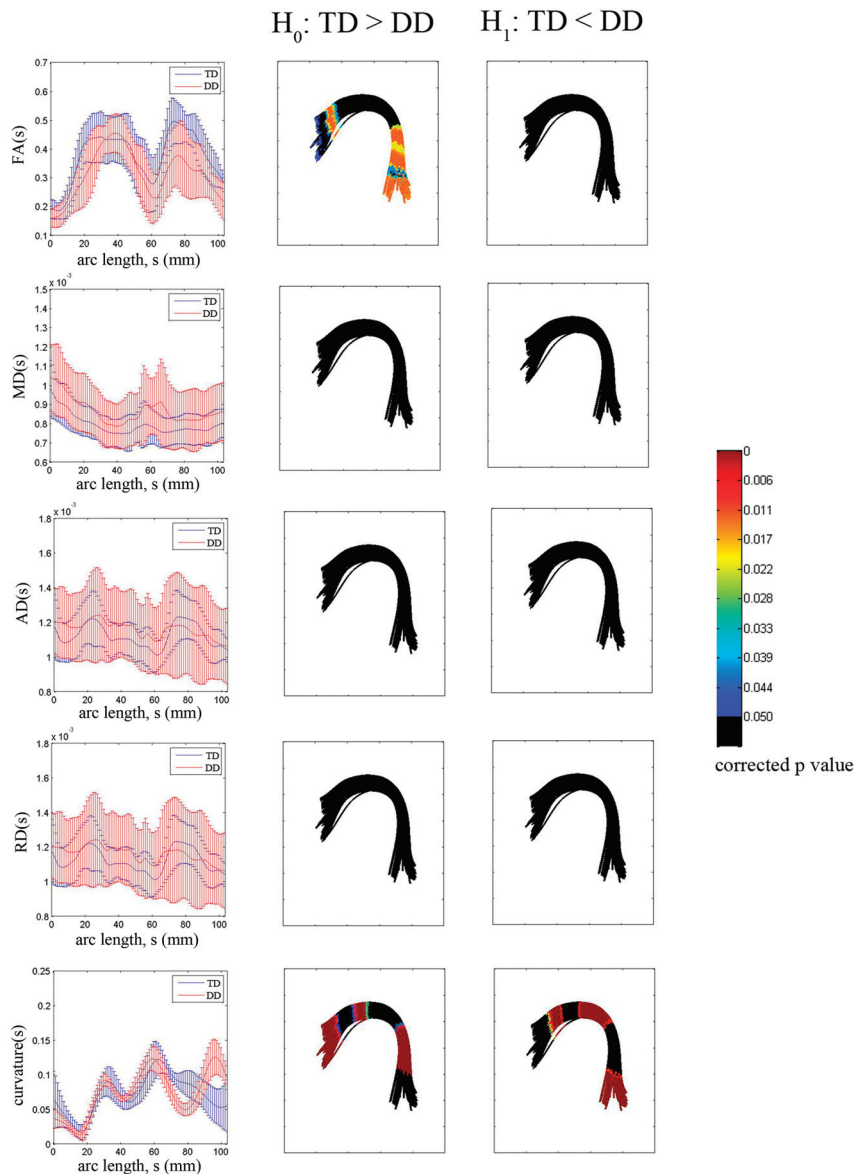 H₀: TD > DD
H₁: TD < DD
0.7
0.6
0.5
0.4
0.3
0.2
0.1
FA(s)
TD
DD
0 20 40 60 80 100
arc length, s (mm)
x 10⁻³
1.5
1.4
1.3
1.2
1.1
1
0.9
0.8
0.7
0.6
MD(s)
TD
DD
0 20 40 60 80 100
arc length, s (mm)
x 10⁻³
1.8
1.6
1.4
1.2
1
0.8
AD(s)
TD
DD
0 20 40 60 80 100
arc length, s (mm)
x 10⁻³
1.8
1.6
1.4
1.2
1
0.8
RD(s)
TD
DD
0 20 40 60 80 100
arc length, s (mm)
0.25
0.2
0.15
0.1
0.05
0
curvature(s)
TD
DD
0 20 40 60 80 100
arc length, s (mm)
0
0.006
0.011
0.017
0.022
0.028
0.033
0.039
0.044
0.050
corrected p value